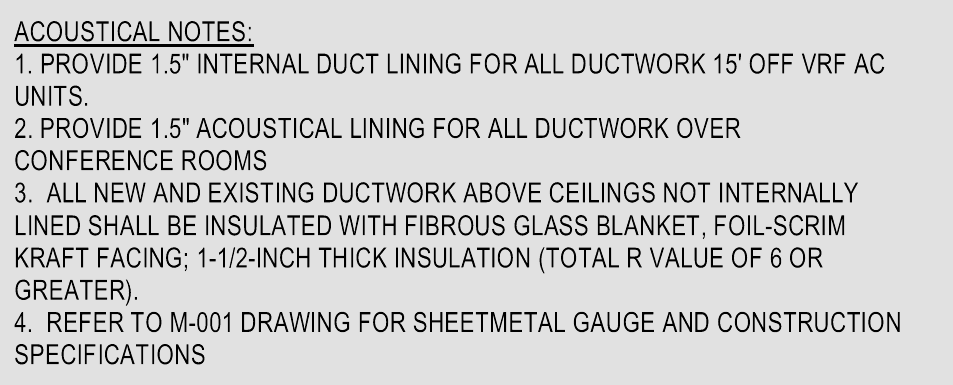 ACOUSTICAL NOTES:
1. PROVIDE 1.5" INTERNAL DUCT LINING FOR ALL DUCTWORK 15' OFF VRF AC
UNITS.
2. PROVIDE 1.5" ACOUSTICAL LINING FOR ALL DUCTWORK OVER
CONFERENCE ROOMS
3.  ALL NEW AND EXISTING DUCTWORK ABOVE CEILINGS NOT INTERNALLY
LINED SHALL BE INSULATED WITH FIBROUS GLASS BLANKET, FOIL-SCRIM
KRAFT FACING; 1-1/2-INCH THICK INSULATION (TOTAL R VALUE OF 6 OR
GREATER).
4.  REFER TO M-001 DRAWING FOR SHEETMETAL GAUGE AND CONSTRUCTION
SPECIFICATIONS